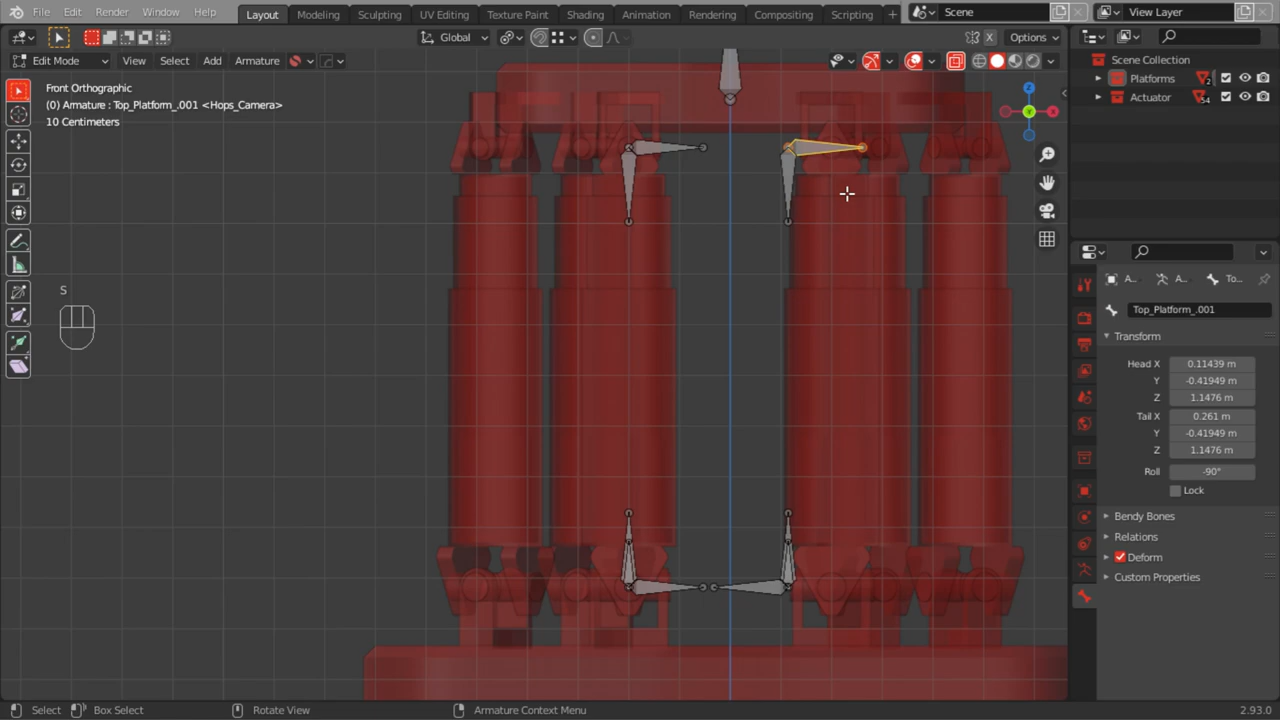 File Edit Render Window Help Layout Modeling Sculpting UV Editing Texture Paint Shading Animation Rendering Compositing Scripting + Scene View Layer
Global Options
Edit Mode View Select Add Armature
Front Orthographic
(0) Armature : Top_Platform_.001 <Hops_Camera>
10 Centimeters
S
Z
X
Y
Scene Collection
Platforms 2
Actuator 54
A... A... To...
Top_Platform_.001
Transform
Head X 0.11439 m
Y -0.41949 m
Z 1.1476 m
Tail X 0.261 m
Y -0.41949 m
Z 1.1476 m
Roll -90°
Lock
Bendy Bones
Relations
Deform
Custom Properties
Select Box Select Rotate View Armature Context Menu 2.93.0